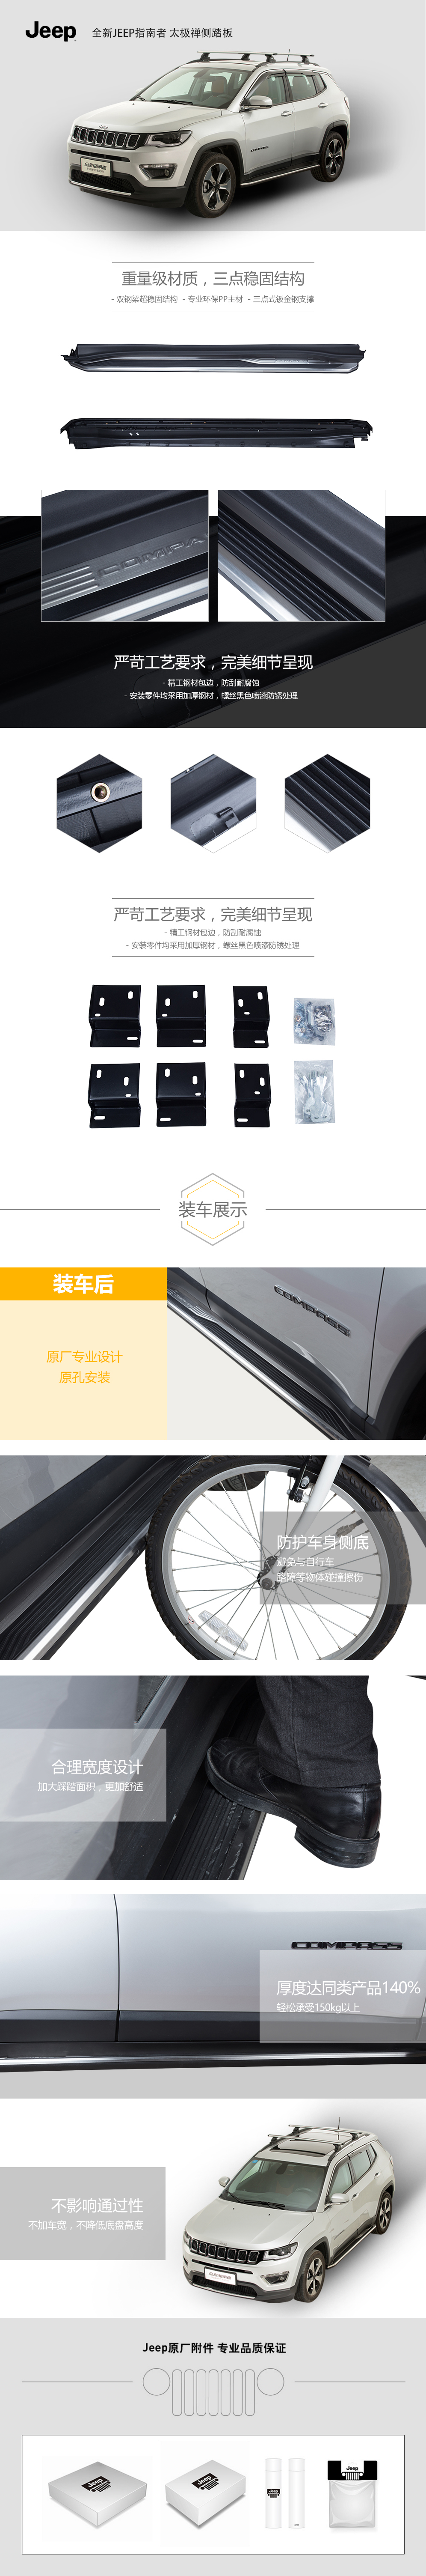 Jeep
全新JEEP指南者 太极禅侧踏板
重量级材质，三点稳固结构
- 双钢梁超稳固结构 - 专业环保PP主材 - 三点式钣金钢支撑
COMPA
严苛工艺要求，完美细节呈现
- 精工钢材包边，防刮耐腐蚀
- 安装零件均采用加厚钢材，螺丝黑色喷漆防锈处理
严苛工艺要求，完美细节呈现
- 精工钢材包边，防刮耐腐蚀
- 安装零件均采用加厚钢材，螺丝黑色喷漆防锈处理
装车展示
装车后
原厂专业设计
原孔安装
COMPASS
防护车身侧底
避免与自行车
路障等物体碰撞擦伤
合理宽度设计
加大踩踏面积，更加舒适
COMPASS
厚度达同类产品140%
轻松承受150kg以上
不影响通过性
不加车宽，不降低底盘高度
Jeep原厂附件 专业品质保证
Jeep
Jeep
Jeep
Jeep